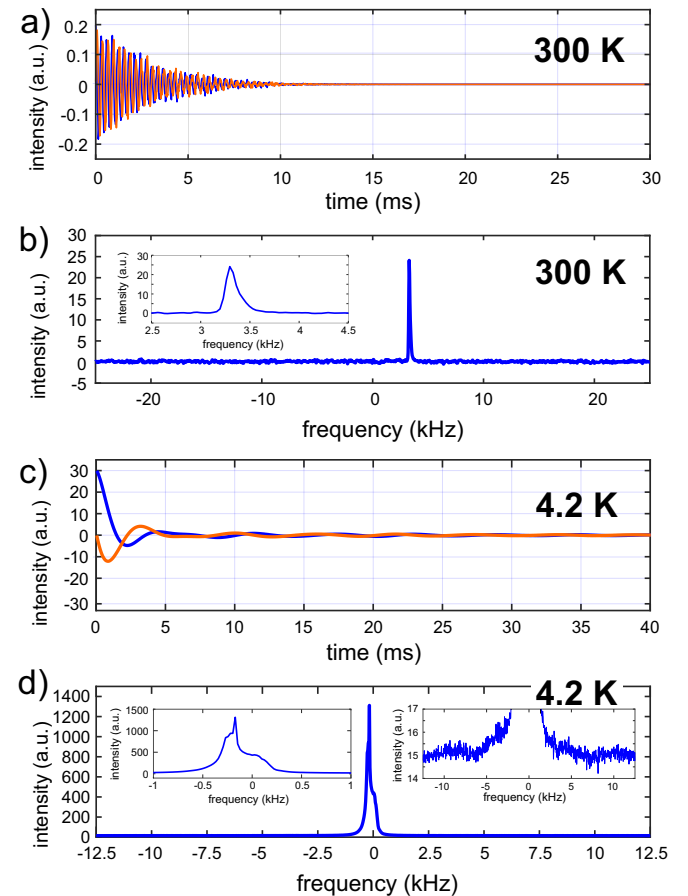 a)
300 K
intensity (a.u.)
0.2
0.1
0
-0.1
-0.2
0 5 10 15 20 25 30
time (ms)
b)
300 K
intensity (a.u.)
30
25
20
15
10
5
0
-5
-20 -10 0 10 20
frequency (kHz)
intensity (a.u.)
30
20
10
0
2.5 3 3.5 4 4.5
frequency (kHz)
c)
4.2 K
intensity (a.u.)
30
20
10
0
-10
-20
-30
0 5 10 15 20 25 30 35 40
time (ms)
d)
4.2 K
intensity (a.u.)
1400
1200
1000
800
600
400
200
0
-12.5 -10 -7.5 -5 -2.5 0 2.5 5 7.5 10 12.5
frequency (kHz)
intensity (a.u.)
1500
1000
500
0
-1 -0.5 0 0.5 1
frequency (kHz)
intensity (a.u.)
17
16
15
14
-10 -5 0 5 10
frequency (kHz)